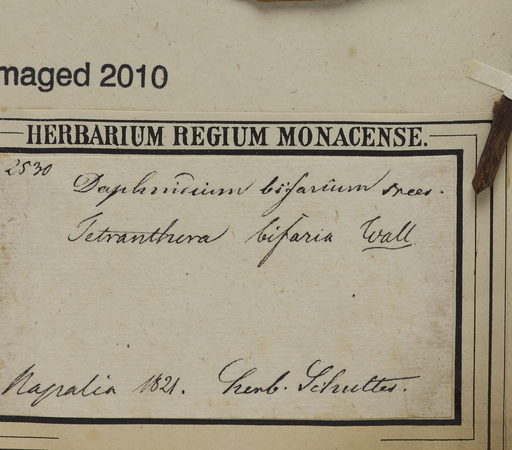 maged 2010
HERBARIUM REGIUM MONACENSE.
2530
Daphnidium bifarium Nees.
Tetranthera bifaria Wall
Napalia 1821. herb. Schultes.